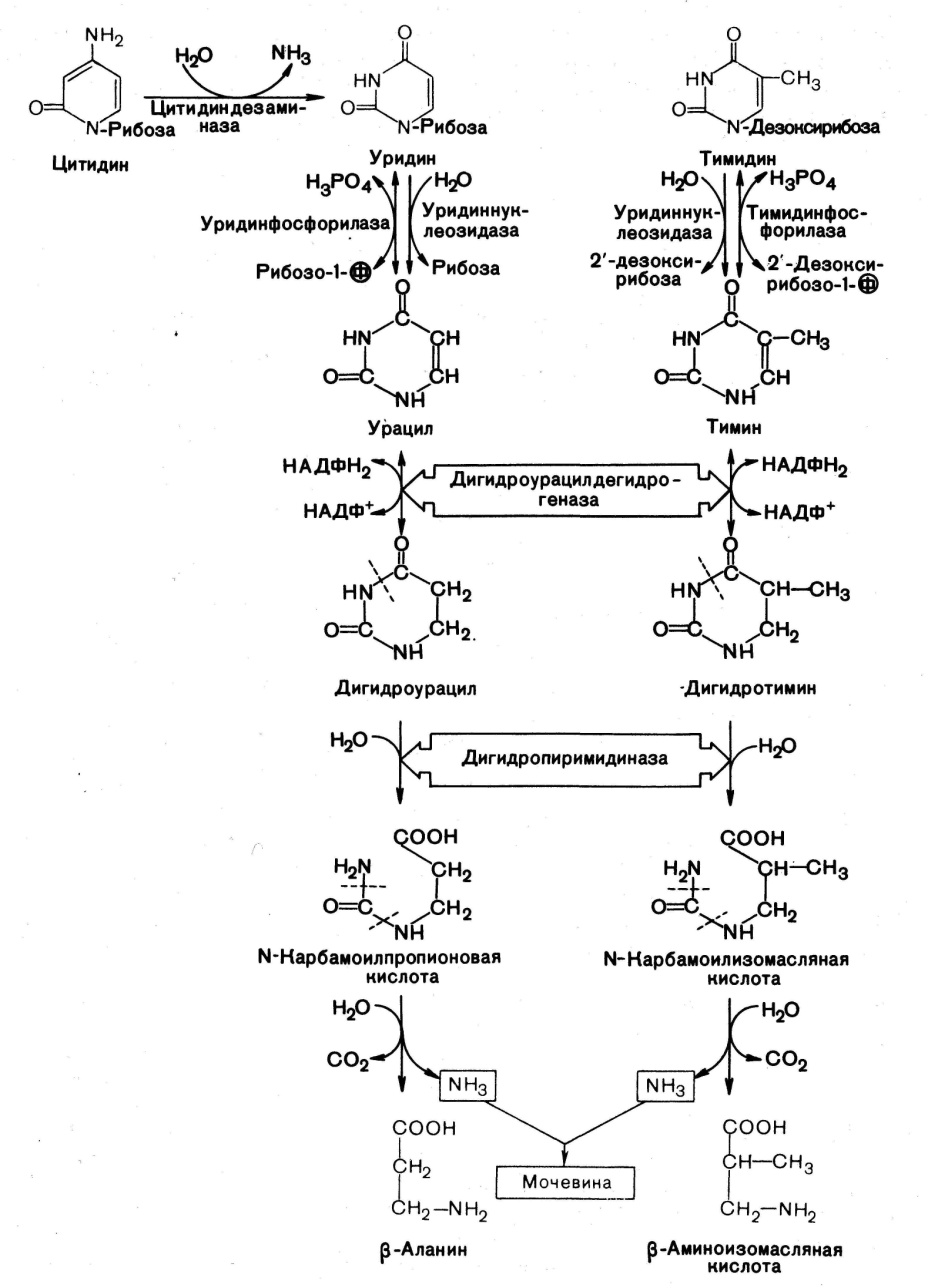 NH₂
O
N-Рибоза
Цитидин
H₂O
NH₃
Цитидиндезами-
наза
O
HN
O
N-Рибоза
Уридин
O
HN
CH₃
O
N-Дезоксирибоза
Тимидин
H₃PO₄
H₂O
Уридинфосфорилаза
Уридиннук-
леозидаза
Рибозо-1-Ф
Рибоза
H₂O
H₃PO₄
Уридиннук-
леозидаза
Тимидинфос-
форилаза
2′-дезокси-
рибоза
2′-Дезокси-
рибозо-1-Ф
O
C
HN
CH
O=C
CH
NH
Урацил
O
C
HN
C–CH₃
O=C
CH
NH
Тимин
НАДФH₂
НАДФ⁺
Дигидроурацилдегидро-
геназа
НАДФH₂
НАДФ⁺
O
C
HN
CH₂
O=C
CH₂
NH
Дигидроурацил
O
C
HN
CH–CH₃
O=C
CH₂
NH
Дигидротимин
H₂O
Дигидропиримидиназа
H₂O
COOH
H₂N
CH₂
O=C
CH₂
NH
N-Карбамоилпропионовая
кислота
COOH
H₂N
CH–CH₃
O=C
CH₂
NH
N-Карбамоилизомасляная
кислота
H₂O
CO₂
NH₃
H₂O
CO₂
NH₃
Мочевина
COOH
CH₂
CH₂–NH₂
β-Аланин
COOH
CH–CH₃
CH₂–NH₂
β-Аминоизомасляная
кислота